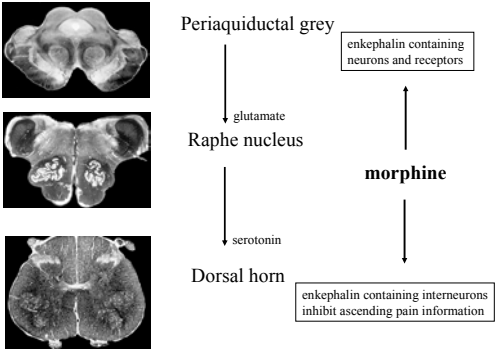 Periaquiductal grey
enkephalin containing
neurons and receptors
glutamate
Raphe nucleus
morphine
serotonin
Dorsal horn
enkephalin containing interneurons
inhibit ascending pain information